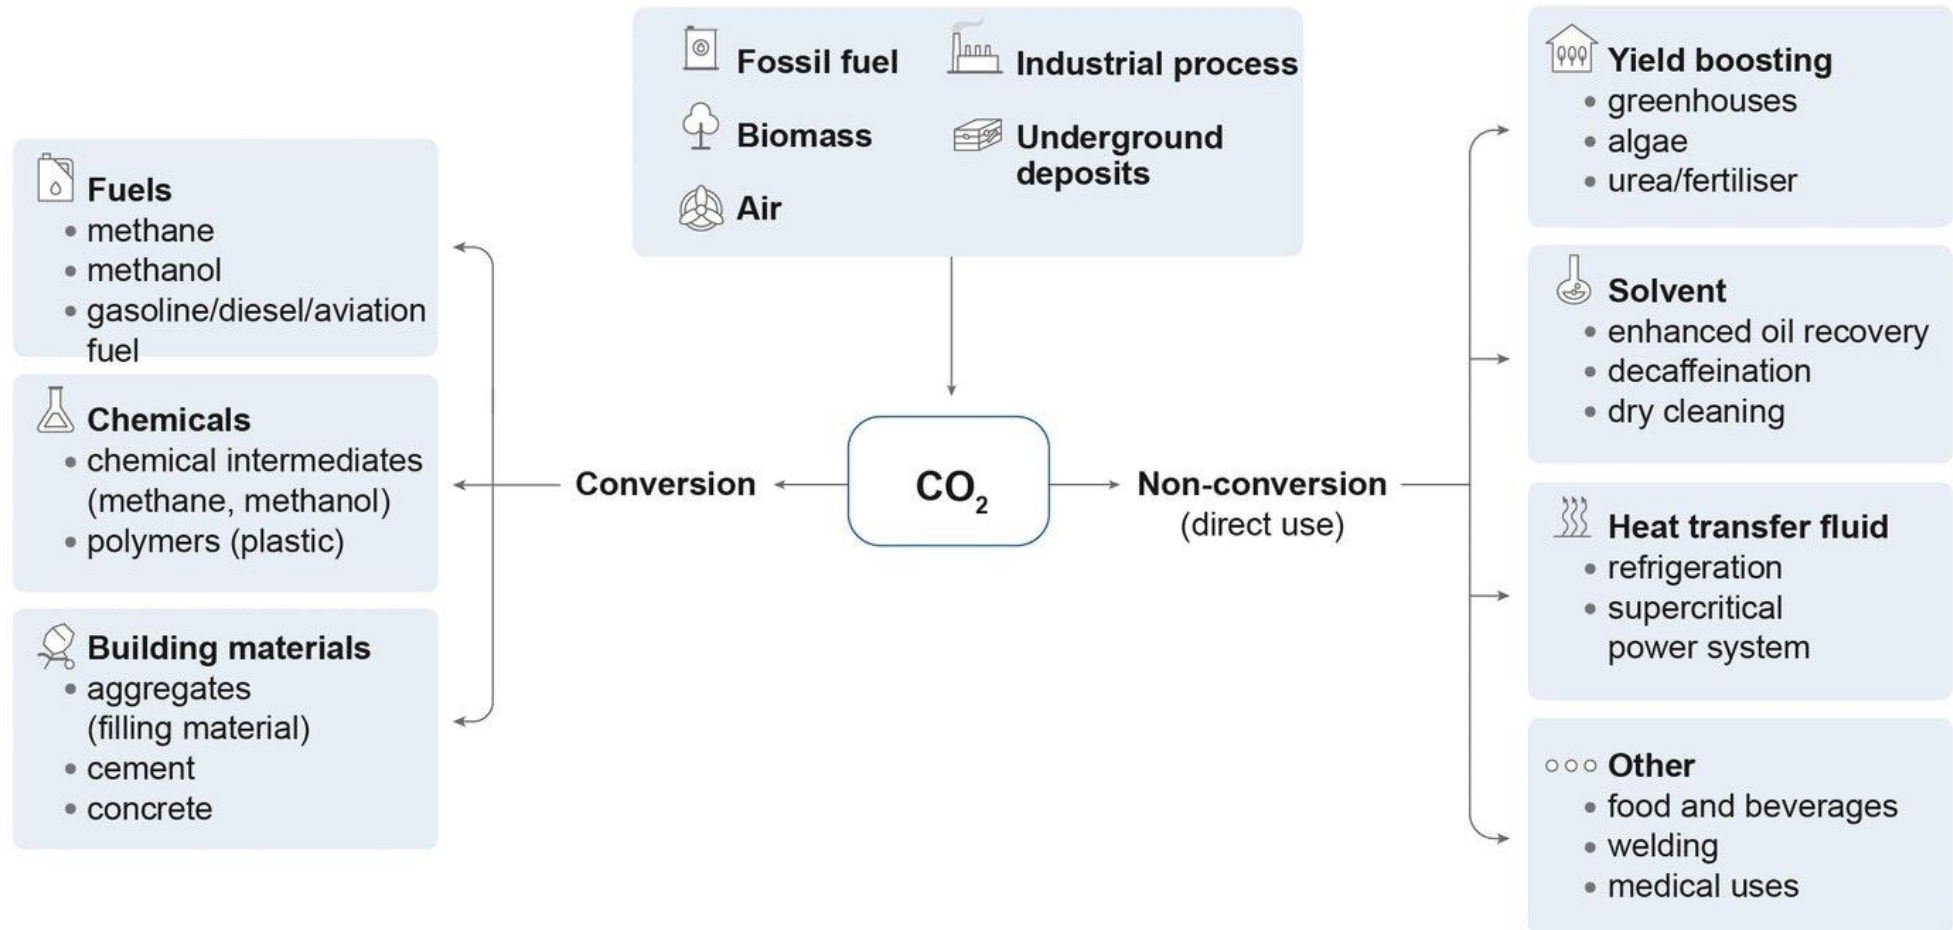 Fossil fuel
Industrial process
Biomass
Underground
deposits
Air
Fuels
• methane
• methanol
• gasoline/diesel/aviation
fuel
Chemicals
• chemical intermediates
(methane, methanol)
• polymers (plastic)
Building materials
• aggregates
(filling material)
• cement
• concrete
Conversion
CO₂
Non-conversion
(direct use)
Yield boosting
• greenhouses
• algae
• urea/fertiliser
Solvent
• enhanced oil recovery
• decaffeination
• dry cleaning
Heat transfer fluid
• refrigeration
• supercritical
power system
Other
• food and beverages
• welding
• medical uses